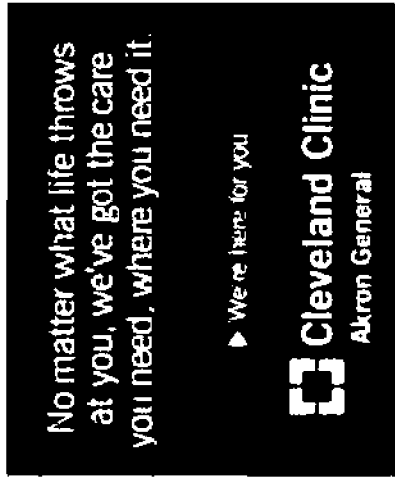 No matter what life throws
at you, we've got the care
you need, where you need it.
▶ We're here for you
Cleveland Clinic
Akron General